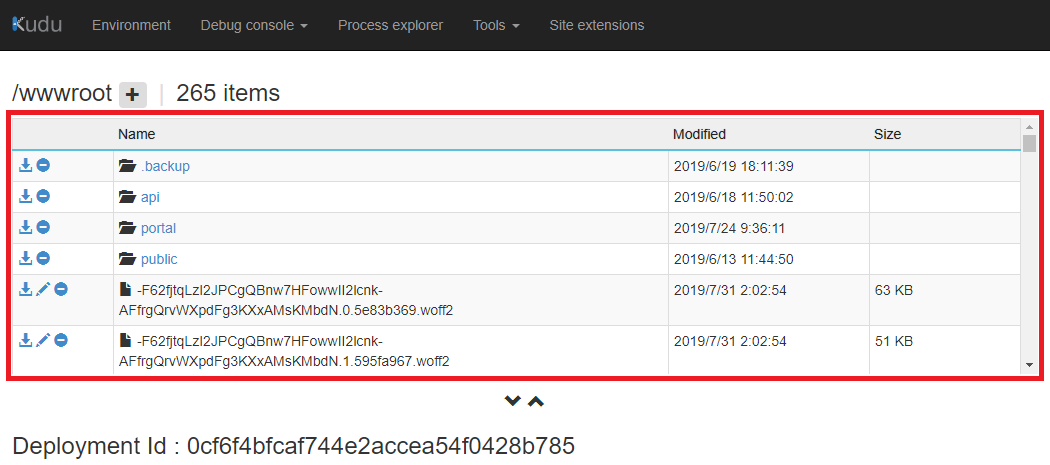 Kudu Environment Debug console Process explorer Tools Site extensions
/wwwroot + | 265 items
Name Modified Size
.backup 2019/6/19 18:11:39
api 2019/6/18 11:50:02
portal 2019/7/24 9:36:11
public 2019/6/13 11:44:50
-F62fjtqLzI2JPCgQBnw7HFowwII2lcnk- 2019/7/31 2:02:54 63 KB
AFfrgQrvWXpdFg3KXxAMsKMbdN.0.5e83b369.woff2
-F62fjtqLzI2JPCgQBnw7HFowwII2lcnk- 2019/7/31 2:02:54 51 KB
AFfrgQrvWXpdFg3KXxAMsKMbdN.1.595fa967.woff2
Deployment Id : 0cf6f4bfcaf744e2accea54f0428b785